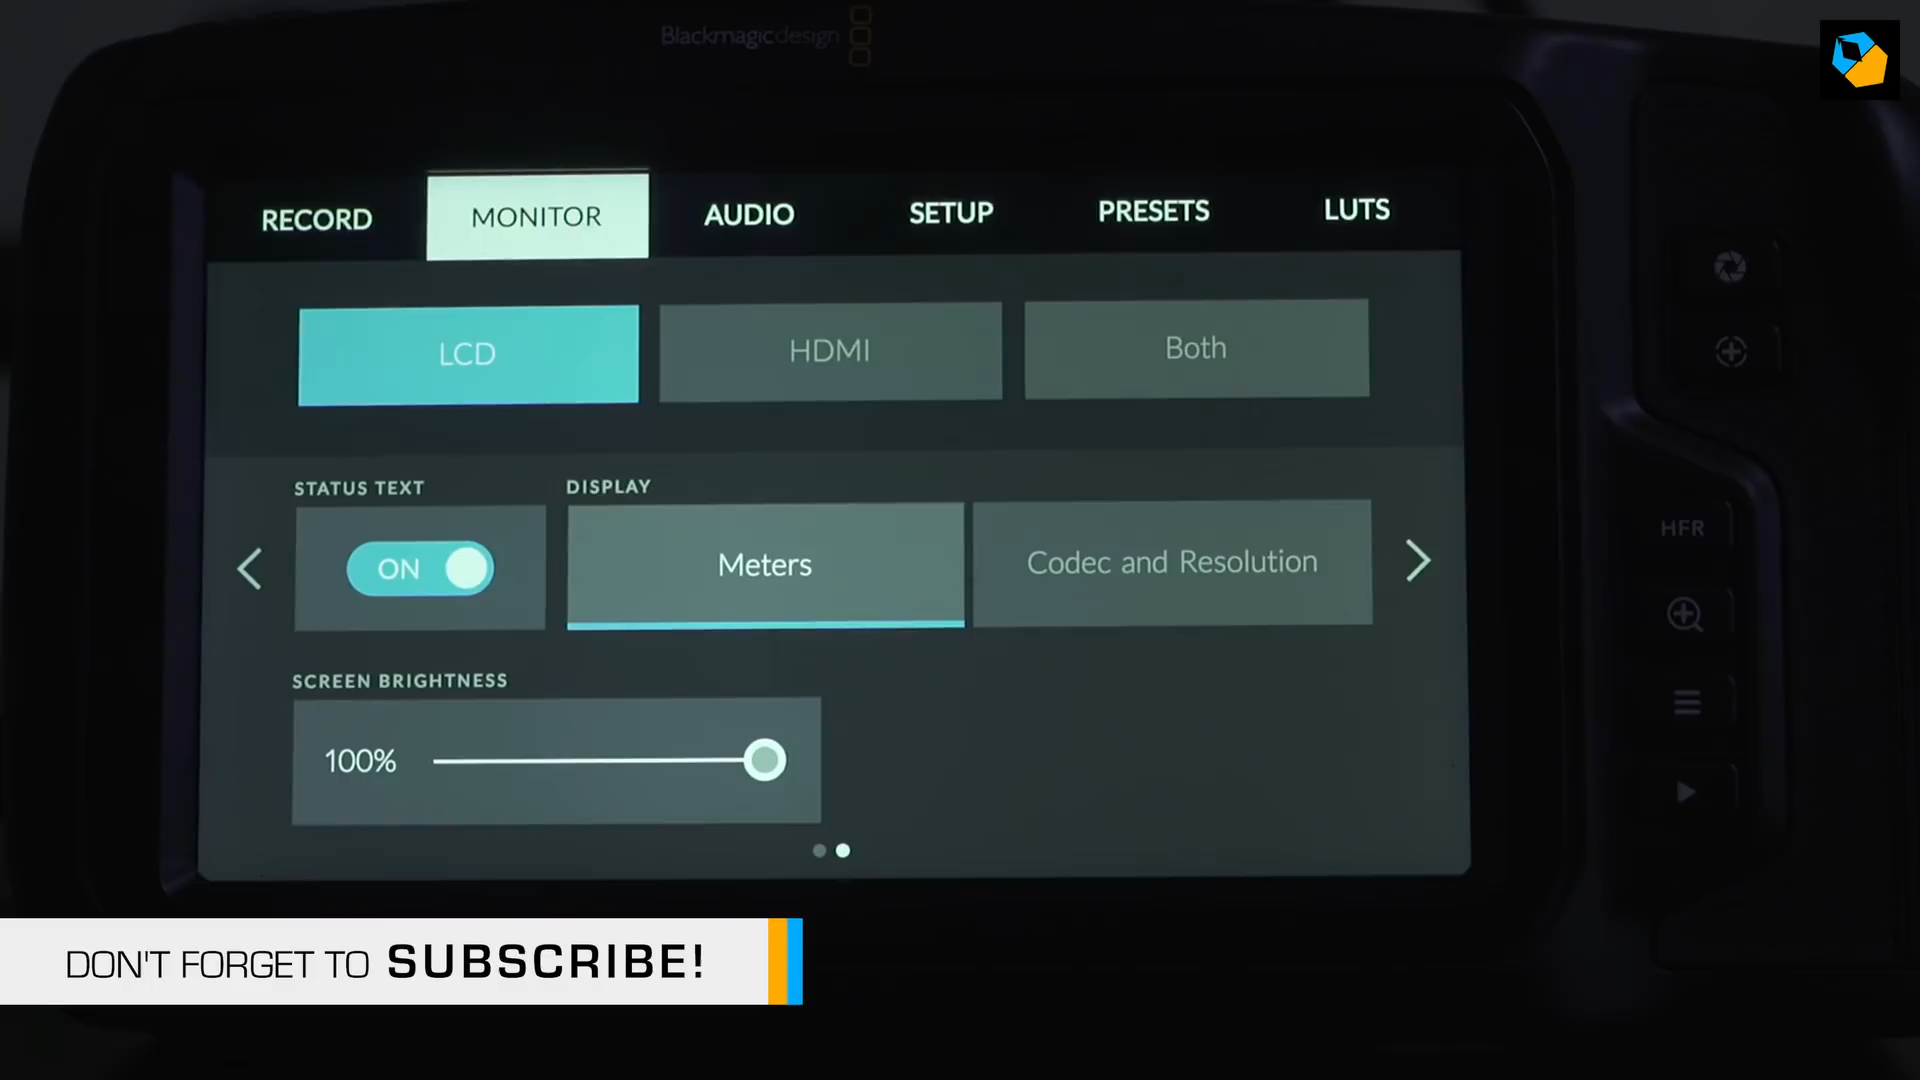 Blackmagicdesign
RECORD MONITOR AUDIO SETUP PRESETS LUTS
LCD HDMI Both
STATUS TEXT DISPLAY
ON Meters Codec and Resolution
HFR
SCREEN BRIGHTNESS
100%
DON'T FORGET TO SUBSCRIBE!